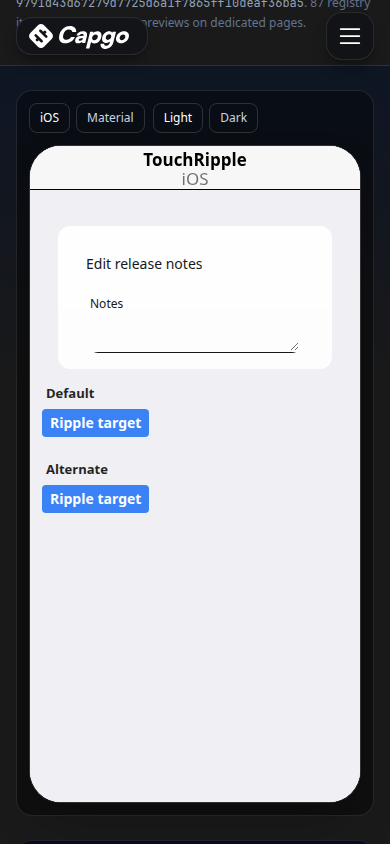 9791d43d67279d7725d6a1f7865ff10deaf36ba5. 87 registry
previews on dedicated pages.
Capgo
iOS
Material
Light
Dark
TouchRipple
iOS
Edit release notes
Notes
Default
Ripple target
Alternate
Ripple target